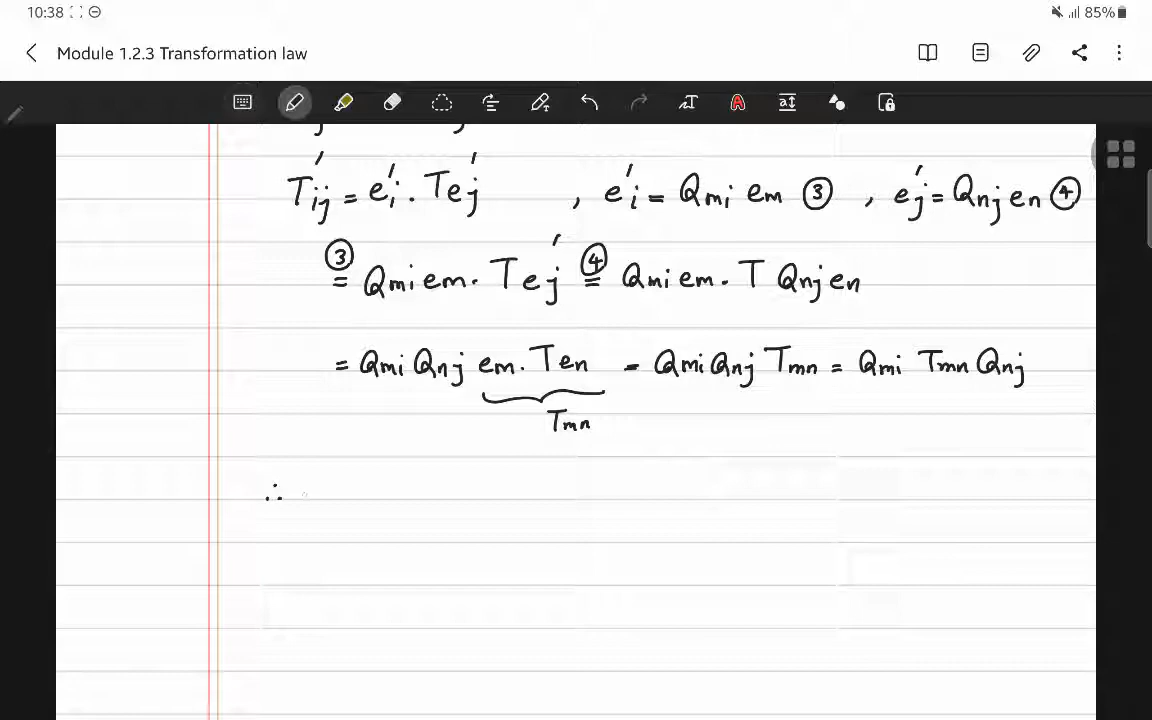 10:38 85%
Module 1.2.3 Transformation law
T'ij = e'i . Te'j , e'i = Qmi em ③ , e'j = Qnj en ④
③= Qmi em . Te'j ④= Qmi em . T Qnj en
= Qmi Qnj em . Ten = Qmi Qnj Tmn = Qmi Tmn Qnj
Tmn
∴